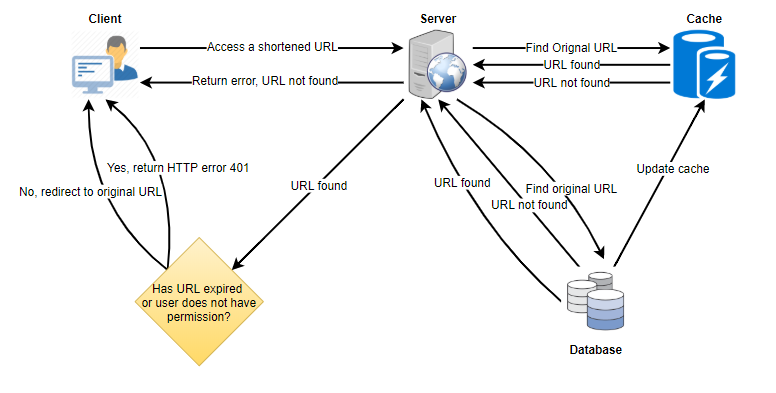 Client
Server
Cache
Access a shortened URL
Find Orignal URL
URL found
Return error, URL not found
URL not found
Yes, return HTTP error 401
No, redirect to original URL
URL found
URL found
Find original URL
URL not found
Update cache
Has URL expired
or user does not have
permission?
Database